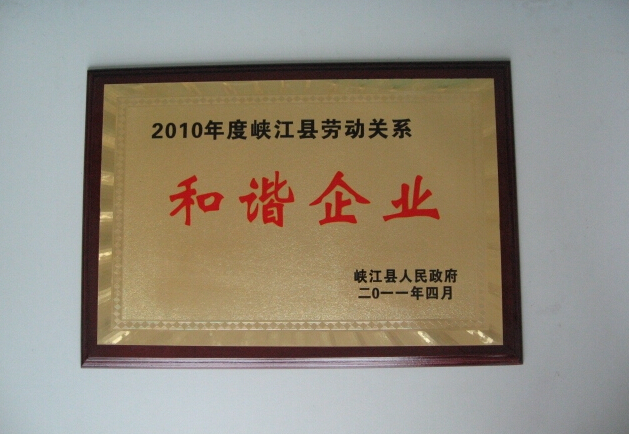 2010年度峡江县劳动关系
和谐企业
峡江县人民政府
二0一一年四月